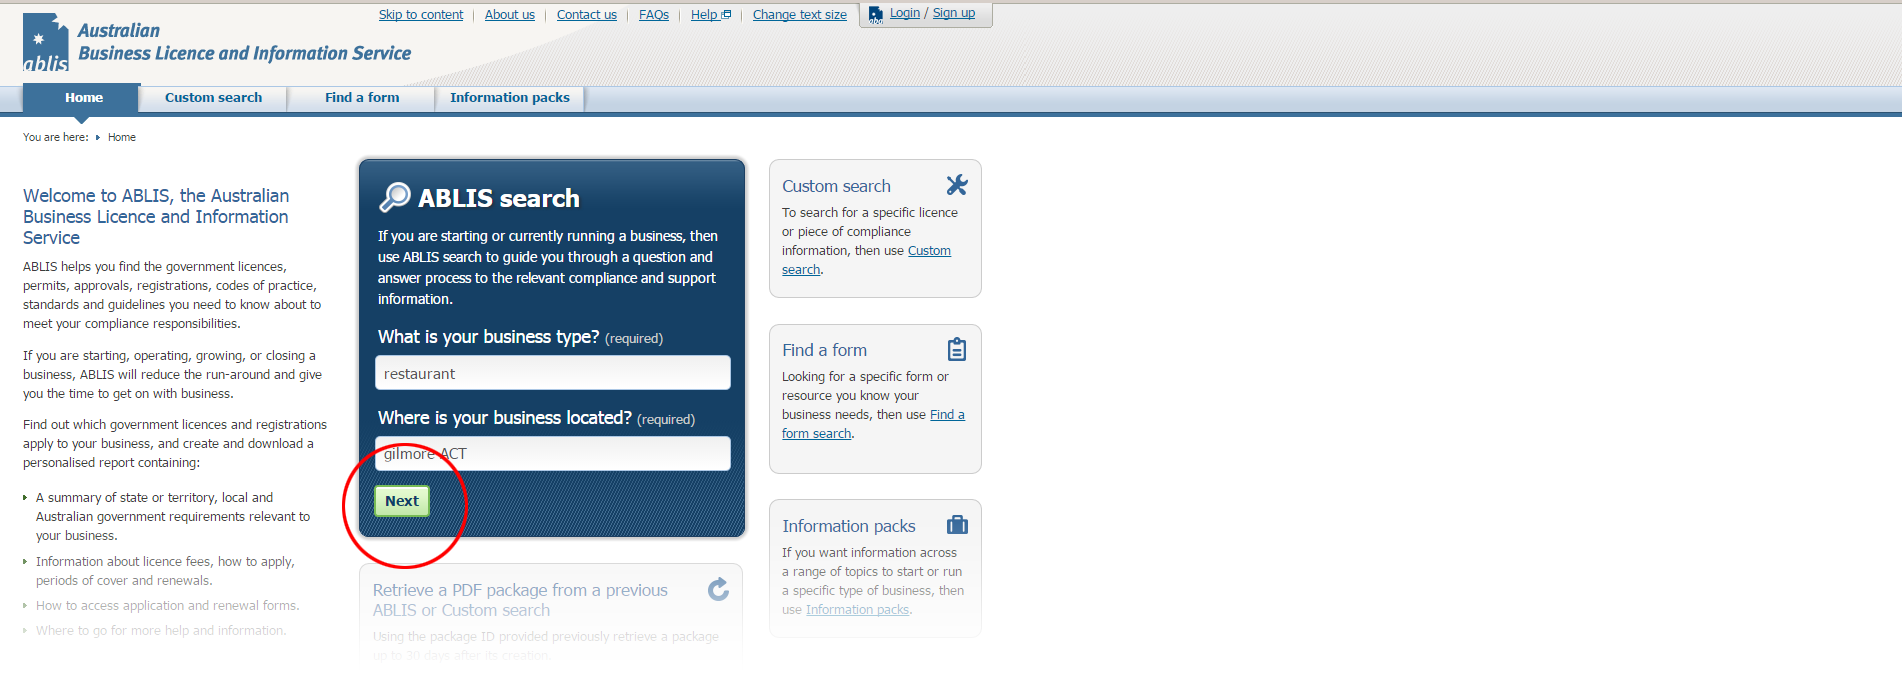 Skip to content
About us
Contact us
FAQs
Help
Change text size
Login / Sign up
ablis
Australian
Business Licence and Information Service
Home
Custom search
Find a form
Information packs
You are here: Home
Welcome to ABLIS, the Australian
Business Licence and Information
Service
ABLIS helps you find the government licences,
permits, approvals, registrations, codes of practice,
standards and guidelines you need to know about to
meet your compliance responsibilities.
If you are starting, operating, growing, or closing a
business, ABLIS will reduce the run-around and give
you the time to get on with business.
Find out which government licences and registrations
apply to your business, and create and download a
personalised report containing:
A summary of state or territory, local and
Australian government requirements relevant to
your business.
Information about licence fees, how to apply,
periods of cover and renewals.
How to access application and renewal forms.
Where to go for more help and information.
ABLIS search
If you are starting or currently running a business, then
use ABLIS search to guide you through a question and
answer process to the relevant compliance and support
information.
What is your business type? (required)
restaurant
Where is your business located? (required)
gilmore ACT
Next
Retrieve a PDF package from a previous
ABLIS or Custom search
Using the package ID provided previously retrieve a package
up to 30 days after its creation.
Custom search
To search for a specific licence
or piece of compliance
information, then use Custom
search.
Find a form
Looking for a specific form or
resource you know your
business needs, then use Find a
form search.
Information packs
If you want information across
a range of topics to start or run
a specific type of business, then
use Information packs.